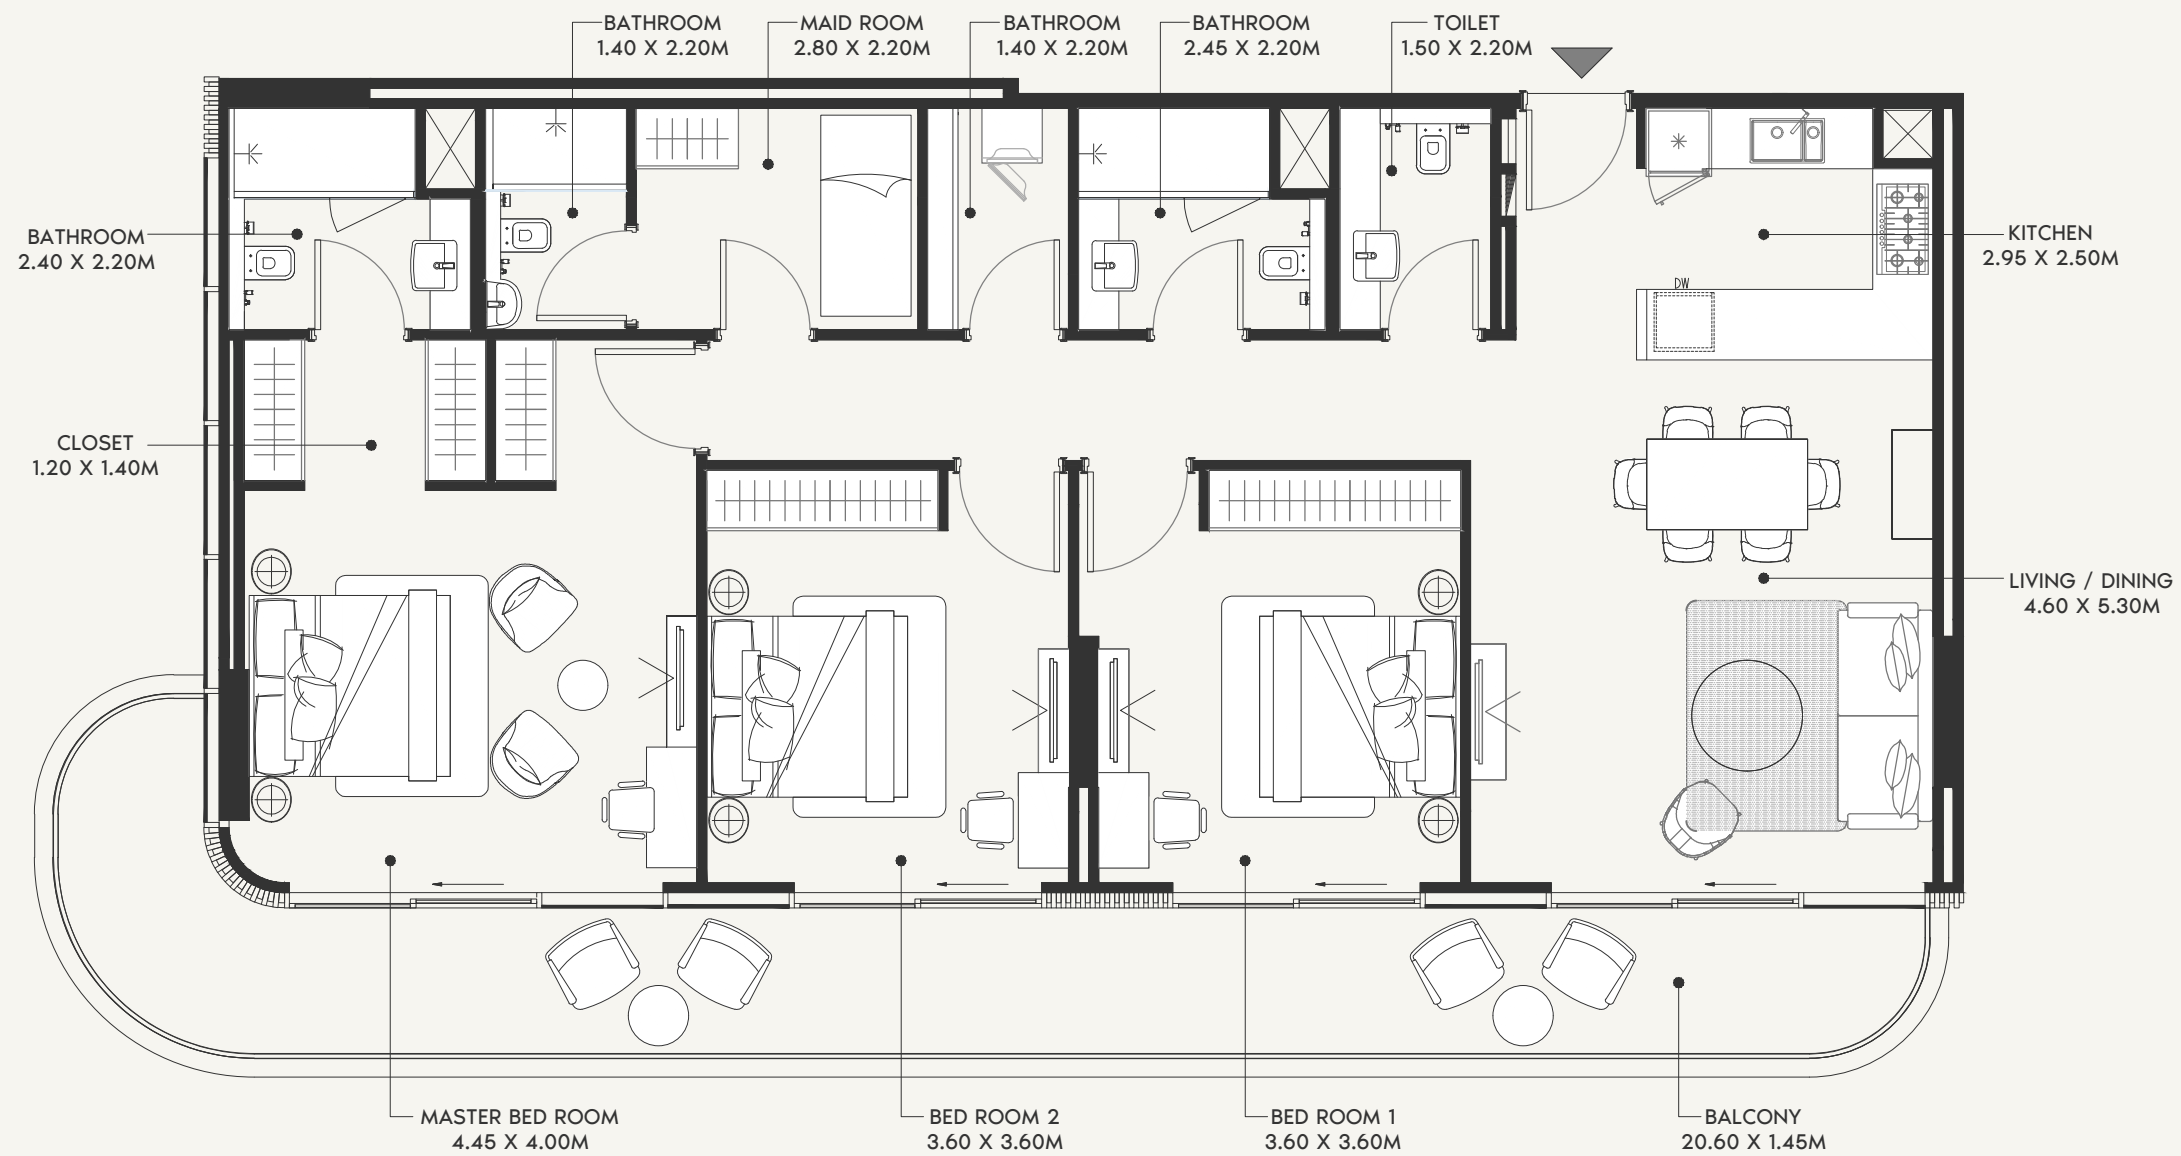 BATHROOM
1.40 X 2.20M
MAID ROOM
2.80 X 2.20M
BATHROOM
1.40 X 2.20M
BATHROOM
2.45 X 2.20M
TOILET
1.50 X 2.20M
BATHROOM
2.40 X 2.20M
KITCHEN
2.95 X 2.50M
DW
CLOSET
1.20 X 1.40M
LIVING / DINING
4.60 X 5.30M
MASTER BED ROOM
4.45 X 4.00M
BED ROOM 2
3.60 X 3.60M
BED ROOM 1
3.60 X 3.60M
BALCONY
20.60 X 1.45M